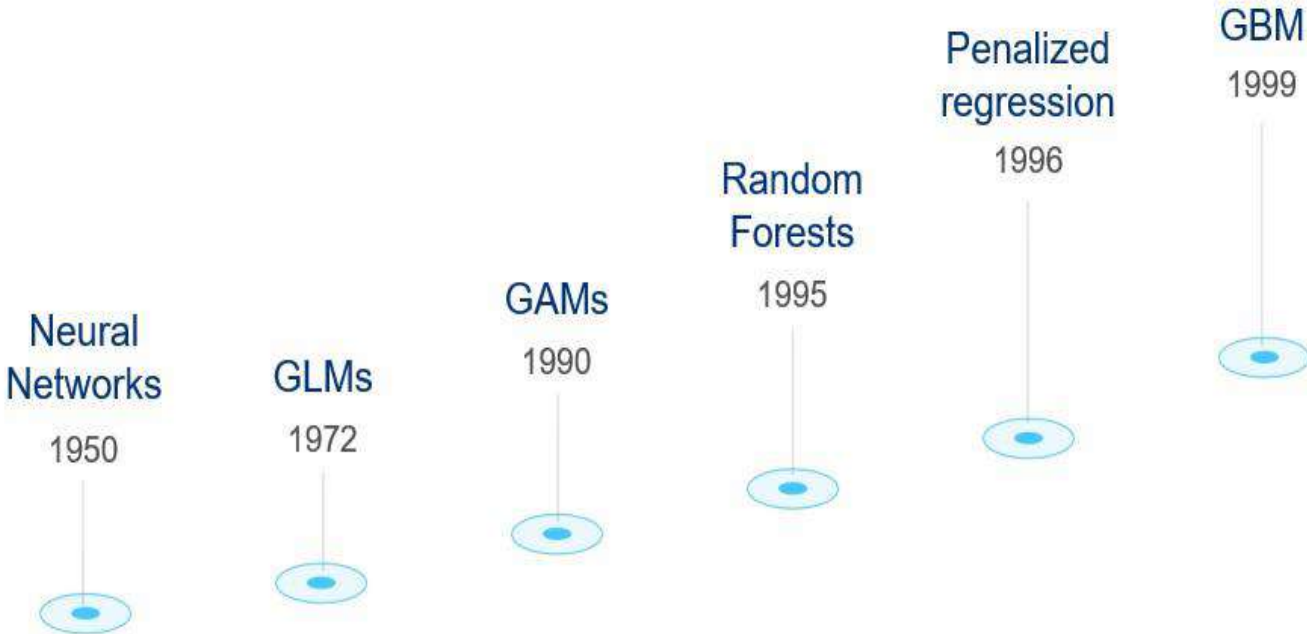 Neural
Networks
1950
GLMs
1972
GAMs
1990
Random
Forests
1995
Penalized
regression
1996
GBM
1999